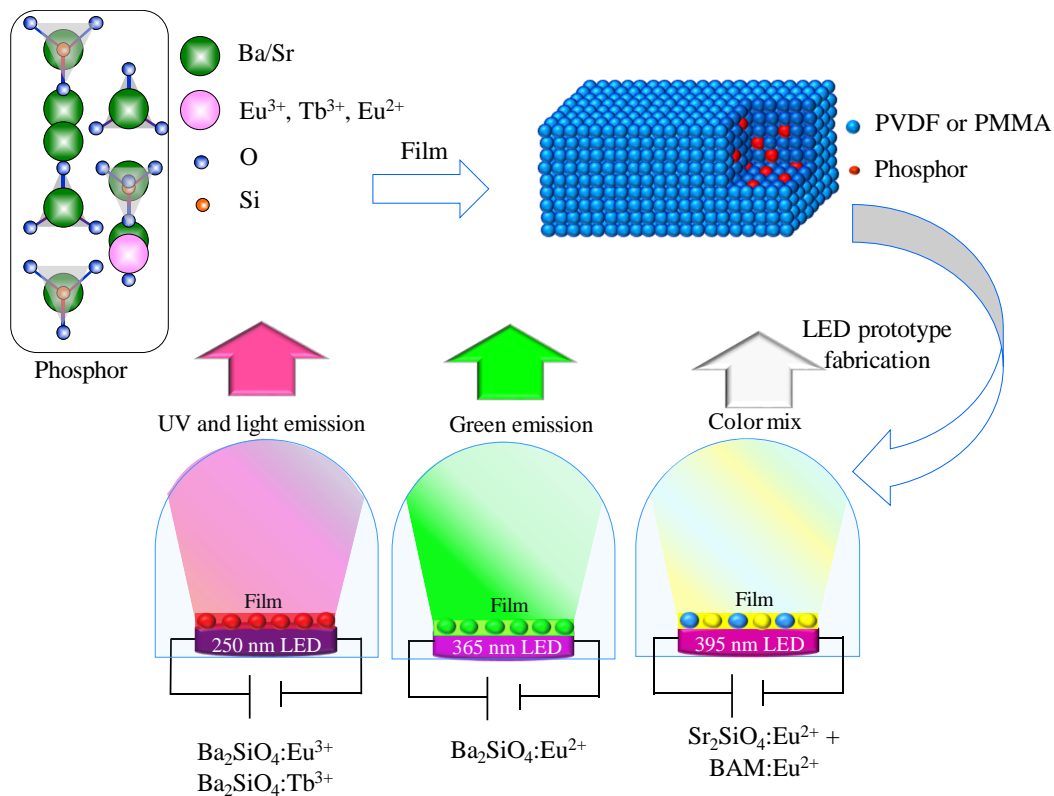 Ba/Sr
Eu³⁺, Tb³⁺, Eu²⁺
O
Si
Phosphor
Film
PVDF or PMMA
Phosphor
LED prototype
fabrication
UV and light emission
Green emission
Color mix
Film
250 nm LED
Film
365 nm LED
Film
395 nm LED
Ba₂SiO₄:Eu³⁺
Ba₂SiO₄:Tb³⁺
Ba₂SiO₄:Eu²⁺
Sr₂SiO₄:Eu²⁺ +
BAM:Eu²⁺